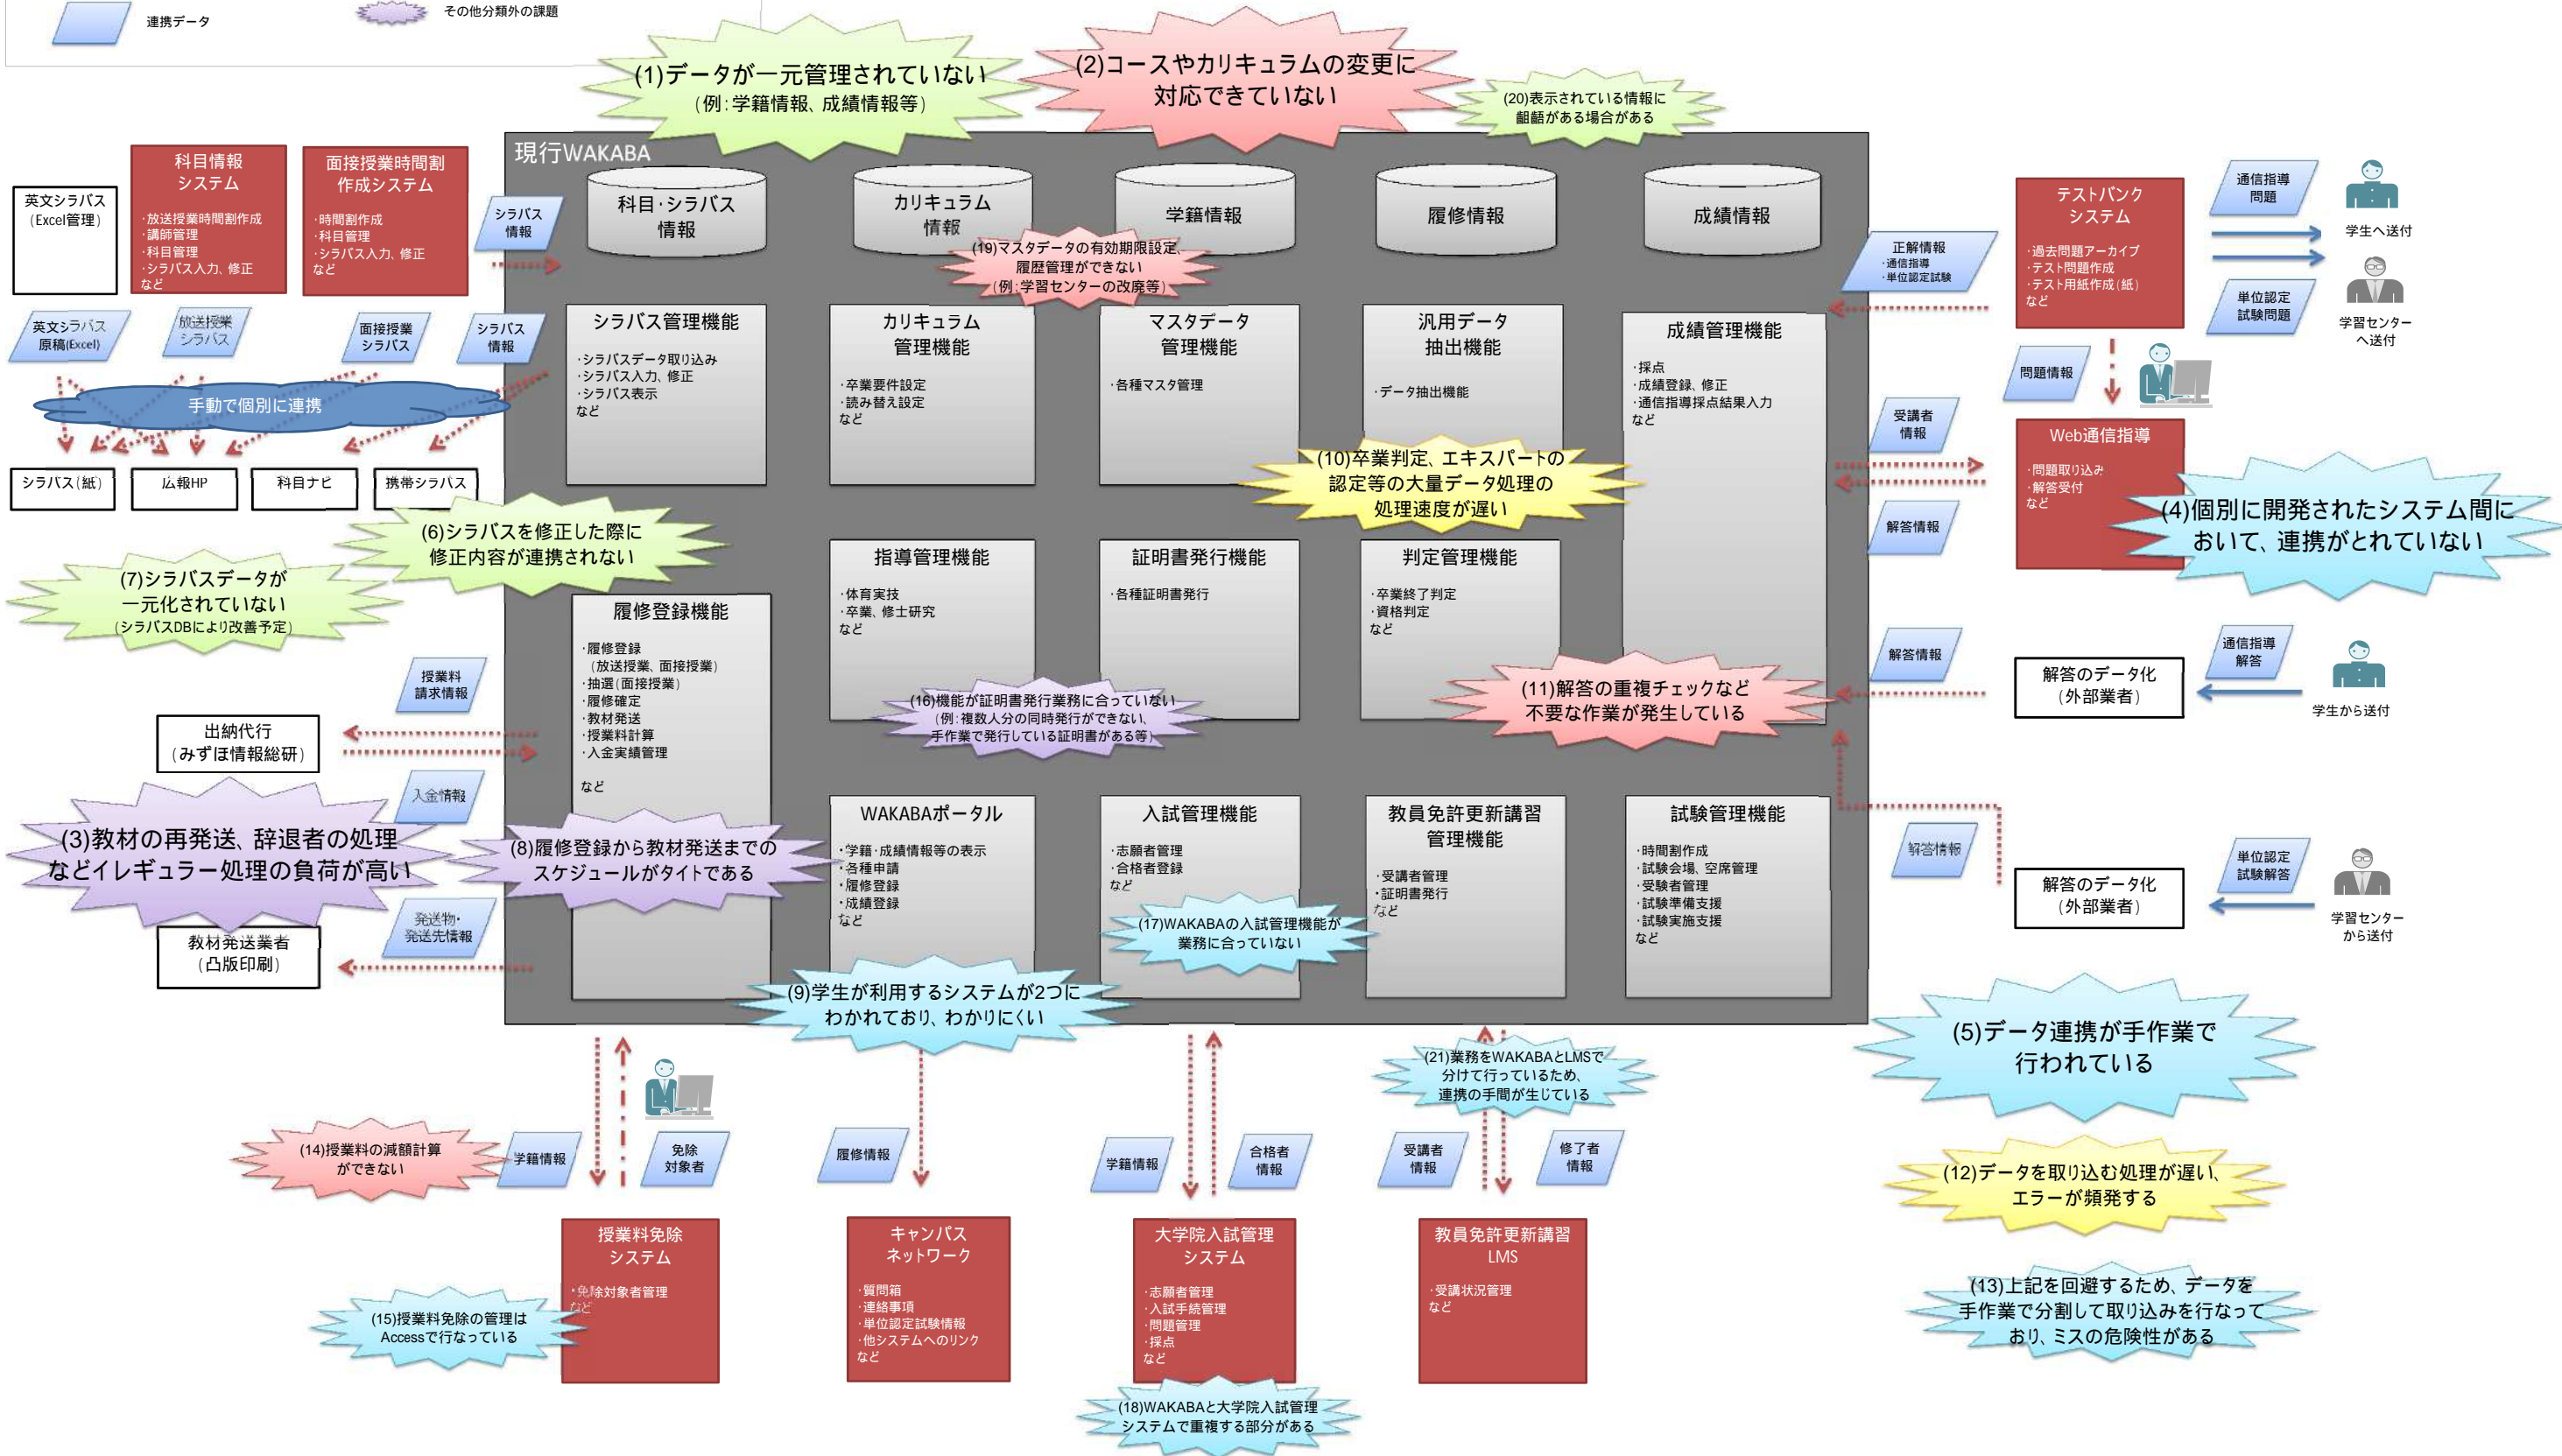 連携データ
その他分類外の課題
(1)データが一元管理されていない
(例:学籍情報、成績情報等)
(2)コースやカリキュラムの変更に
対応できていない
(20)表示されている情報に
齟齬がある場合がある
現行WAKABA
英文シラバス
(Excel管理)
科目情報
システム
・放送授業時間割作成
・講師管理
・科目管理
・シラバス入力、修正
など
面接授業時間割
作成システム
・時間割作成
・科目管理
・シラバス入力、修正
など
シラバス
情報
科目・シラバス
情報
カリキュラム
情報
学籍情報
履修情報
成績情報
(19)マスタデータの有効期限設定、
履歴管理ができない
(例:学習センターの改廃等)
正解情報
・通信指導
・単位認定試験
テストバンク
システム
・過去問題アーカイブ
・テスト問題作成
・テスト用紙作成(紙)
など
通信指導
問題
学生へ送付
単位認定
試験問題
学習センター
へ送付
英文シラバス
原稿(Excel)
放送授業
シラバス
面接授業
シラバス
シラバス
情報
手動で個別に連携
シラバス(紙)
広報HP
科目ナビ
携帯シラバス
シラバス管理機能
・シラバスデータ取り込み
・シラバス入力、修正
・シラバス表示
など
カリキュラム
管理機能
・卒業要件設定
・読み替え設定
など
マスタデータ
管理機能
・各種マスタ管理
汎用データ
抽出機能
・データ抽出機能
成績管理機能
・採点
・成績登録、修正
・通信指導採点結果入力
など
問題情報
受講者
情報
解答情報
Web通信指導
・問題取り込み
・解答受付
など
(4)個別に開発されたシステム間に
おいて、連携がとれていない
(10)卒業判定、エキスパートの
認定等の大量データ処理の
処理速度が遅い
(6)シラバスを修正した際に
修正内容が連携されない
(7)シラバスデータが
一元化されていない
(シラバスDBにより改善予定)
履修登録機能
・履修登録
(放送授業、面接授業)
・抽選(面接授業)
・履修確定
・教材発送
・授業料計算
・入金実績管理
など
指導管理機能
・体育実技
・卒業、修士研究
など
証明書発行機能
・各種証明書発行
判定管理機能
・卒業終了判定
・資格判定
など
(16)機能が証明書発行業務に合っていない
(例:複数人分の同時発行ができない、
手作業で発行している証明書がある等)
(11)解答の重複チェックなど
不要な作業が発生している
解答情報
解答のデータ化
(外部業者)
通信指導
解答
学生から送付
授業料
請求情報
出納代行
(みずほ情報総研)
入金情報
(3)教材の再発送、辞退者の処理
などイレギュラー処理の負荷が高い
発送物・
発送先情報
教材発送業者
(凸版印刷)
(8)履修登録から教材発送までの
スケジュールがタイトである
WAKABAポータル
・学籍・成績情報等の表示
・各種申請
・履修登録
・成績登録
など
入試管理機能
・志願者管理
・合格者登録
など
(17)WAKABAの入試管理機能が
業務に合っていない
教員免許更新講習
管理機能
・受講者管理
・証明書発行
など
試験管理機能
・時間割作成
・試験会場、空席管理
・受験者管理
・試験準備支援
・試験実施支援
など
解答情報
解答のデータ化
(外部業者)
単位認定
試験解答
学習センター
から送付
(9)学生が利用するシステムが2つに
わかれており、わかりにくい
(5)データ連携が手作業で
行われている
(21)業務をWAKABAとLMSで
分けて行っているため、
連携の手間が生じている
(14)授業料の減額計算
ができない
学籍情報
免除
対象者
履修情報
学籍情報
合格者
情報
受講者
情報
修了者
情報
(12)データを取り込む処理が遅い、
エラーが頻発する
授業料免除
システム
・免除対象者管理
など
(15)授業料免除の管理は
Accessで行なっている
キャンパス
ネットワーク
・質問箱
・連絡事項
・単位認定試験情報
・他システムへのリンク
など
大学院入試管理
システム
・志願者管理
・入試手続管理
・問題管理
・採点
など
教員免許更新講習
LMS
・受講状況管理
など
(13)上記を回避するため、データを
手作業で分割して取り込みを行なって
おり、ミスの危険性がある
(18)WAKABAと大学院入試管理
システムで重複する部分がある